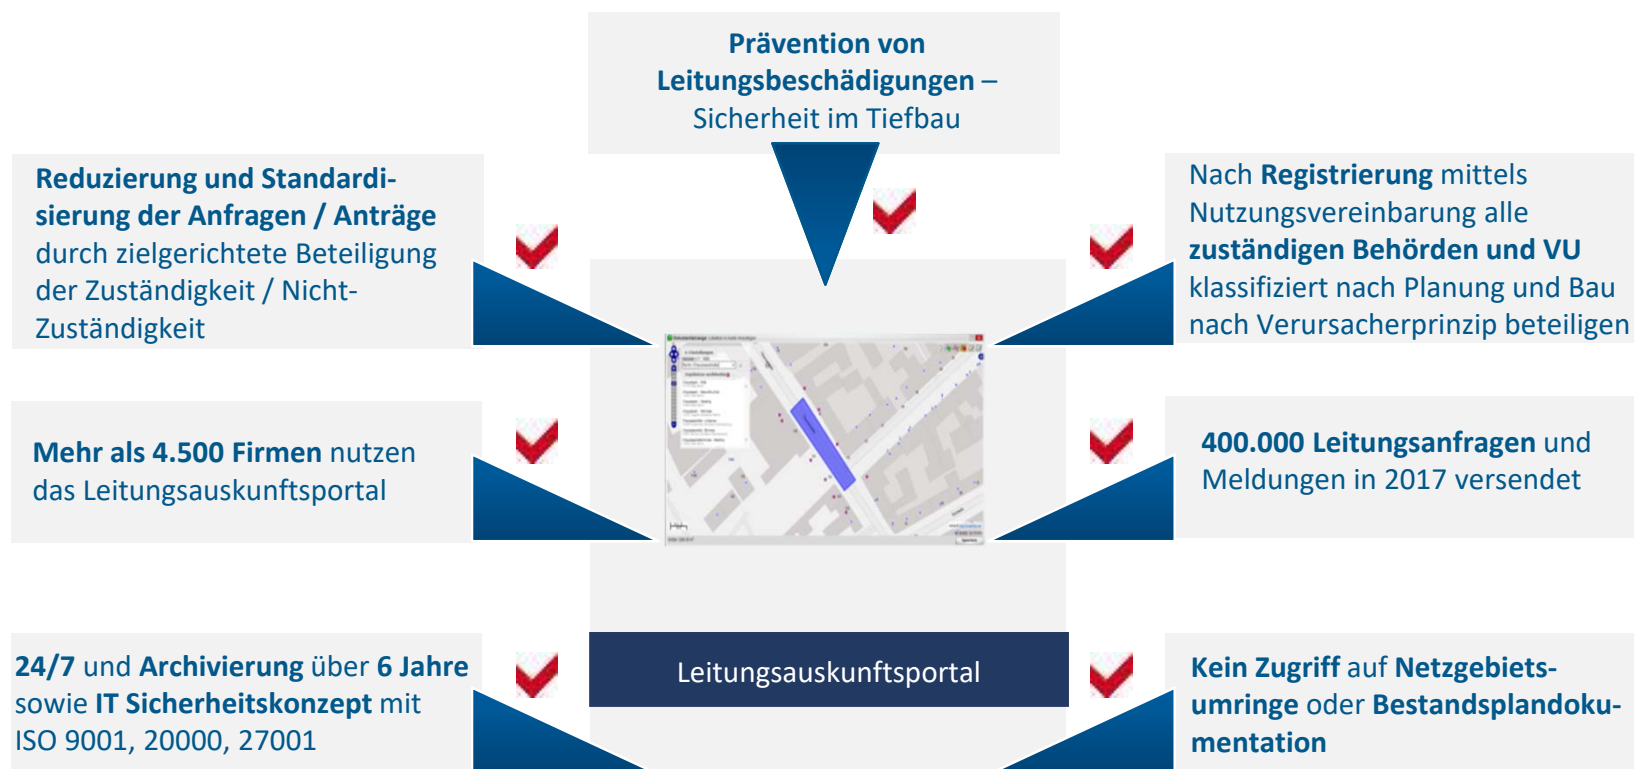 Prävention von
Leitungsbeschädigungen –
Sicherheit im Tiefbau
Reduzierung und Standardi-
sierung der Anfragen / Anträge
durch zielgerichtete Beteiligung
der Zuständigkeit / Nicht-
Zuständigkeit
Nach Registrierung mittels
Nutzungsvereinbarung alle
zuständigen Behörden und VU
klassifiziert nach Planung und Bau
nach Verursacherprinzip beteiligen
Mehr als 4.500 Firmen nutzen
das Leitungsauskunftsportal
400.000 Leitungsanfragen und
Meldungen in 2017 versendet
24/7 und Archivierung über 6 Jahre
sowie IT Sicherheitskonzept mit
ISO 9001, 20000, 27001
Leitungsauskunftsportal
Kein Zugriff auf Netzgebiets-
umringe oder Bestandsplandoku-
mentation